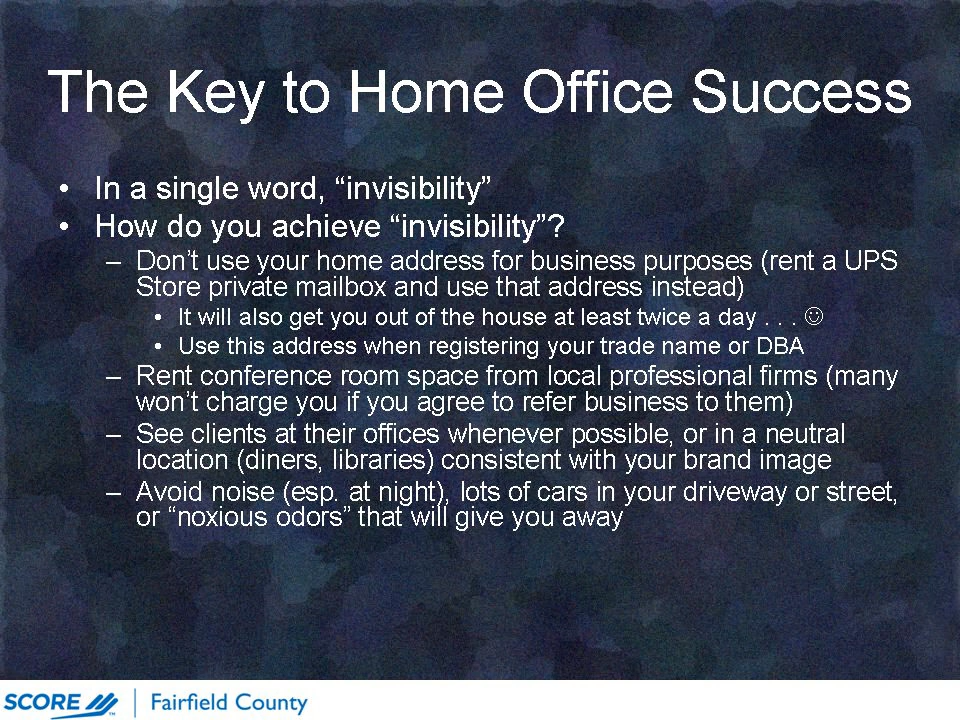 The Key to Home Office Success
• In a single word, “invisibility”
• How do you achieve “invisibility”?
– Don’t use your home address for business purposes (rent a UPS
Store private mailbox and use that address instead)
• It will also get you out of the house at least twice a day . . . ☺
• Use this address when registering your trade name or DBA
– Rent conference room space from local professional firms (many
won’t charge you if you agree to refer business to them)
– See clients at their offices whenever possible, or in a neutral
location (diners, libraries) consistent with your brand image
– Avoid noise (esp. at night), lots of cars in your driveway or street,
or “noxious odors” that will give you away
SCORE™ | Fairfield County